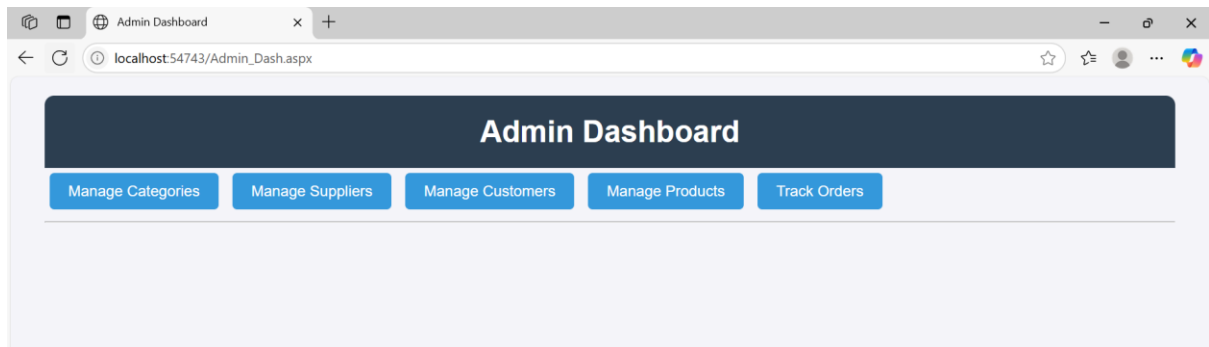 Admin Dashboard
localhost:54743/Admin_Dash.aspx
Admin Dashboard
Manage Categories Manage Suppliers Manage Customers Manage Products Track Orders